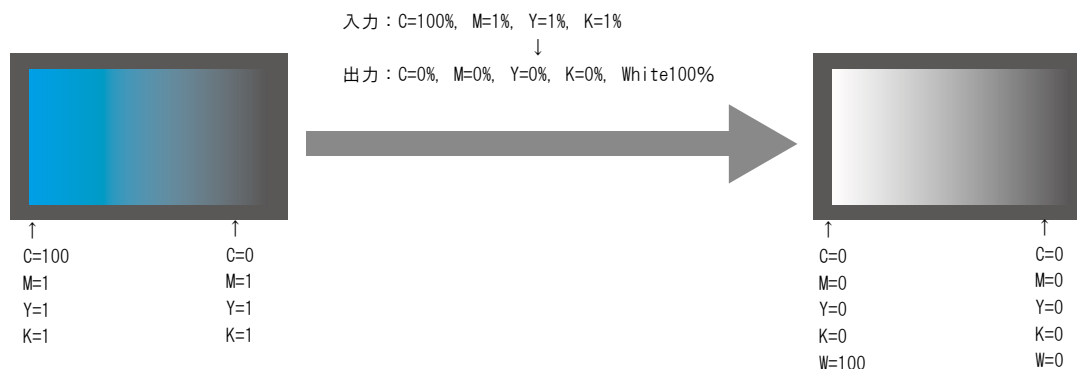 入力：C=100%, M=1%, Y=1%, K=1%
↓
出力：C=0%, M=0%, Y=0%, K=0%, White100%
↑
C=100
M=1
Y=1
K=1
↑
C=0
M=1
Y=1
K=1
↑
C=0
M=0
Y=0
K=0
W=100
↑
C=0
M=0
Y=0
K=0
W=0